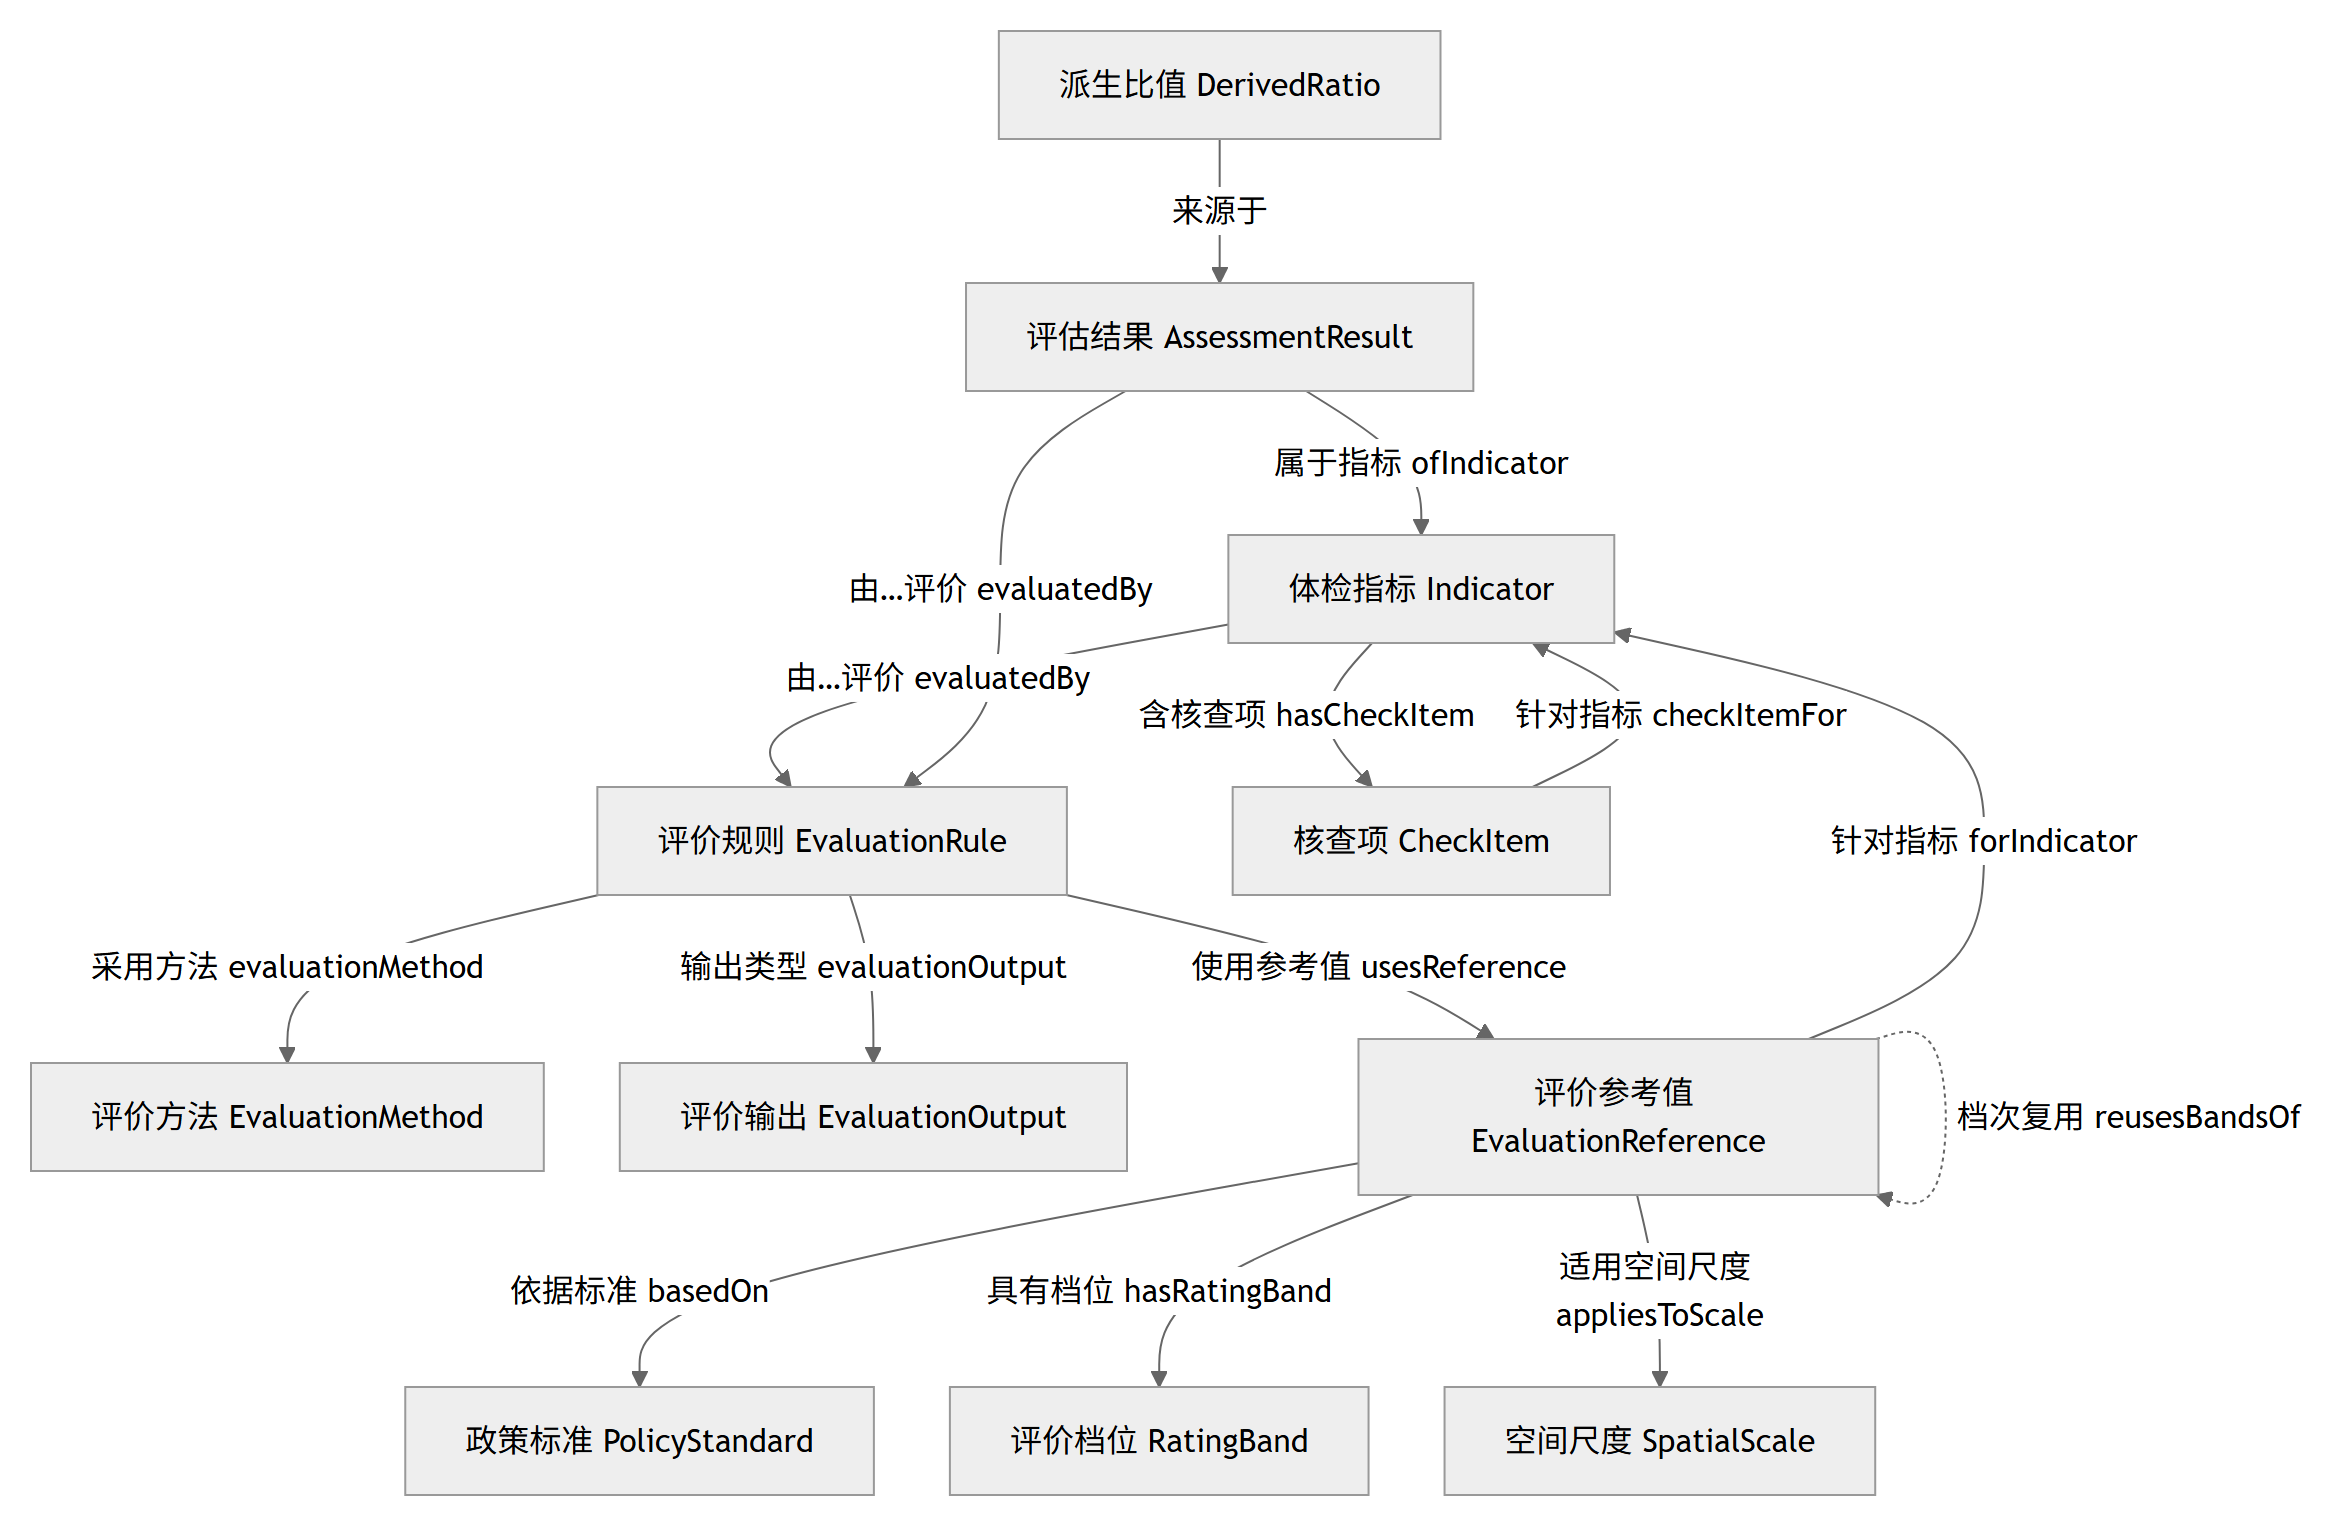 派生比值 DerivedRatio
来源于
评估结果 AssessmentResult
属于指标 ofIndicator
由...评价 evaluatedBy
体检指标 Indicator
由...评价 evaluatedBy
含核查项 hasCheckItem
针对指标 checkItemFor
评价规则 EvaluationRule
核查项 CheckItem
针对指标 forIndicator
采用方法 evaluationMethod
输出类型 evaluationOutput
使用参考值 usesReference
评价方法 EvaluationMethod
评价输出 EvaluationOutput
评价参考值
EvaluationReference
档次复用 reusesBandsOf
依据标准 basedOn
具有档位 hasRatingBand
适用空间尺度
appliesToScale
政策标准 PolicyStandard
评价档位 RatingBand
空间尺度 SpatialScale